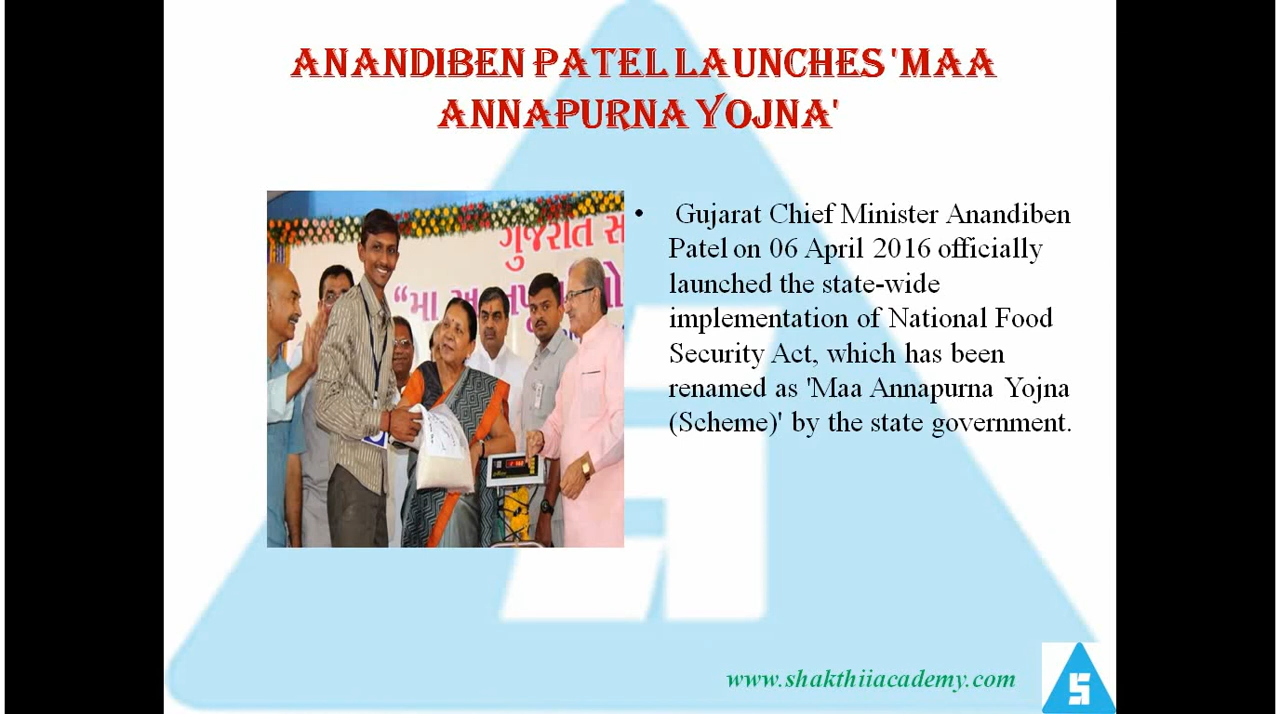 ANANDIBEN PATEL LAUNCHES 'MAA
ANNAPURNA YOJNA'
ગુજરાત સ
“મા
• Gujarat Chief Minister Anandiben
Patel on 06 April 2016 officially
launched the state-wide
implementation of National Food
Security Act, which has been
renamed as 'Maa Annapurna Yojna
(Scheme)' by the state government.
www.shakthiiacademy.com
S